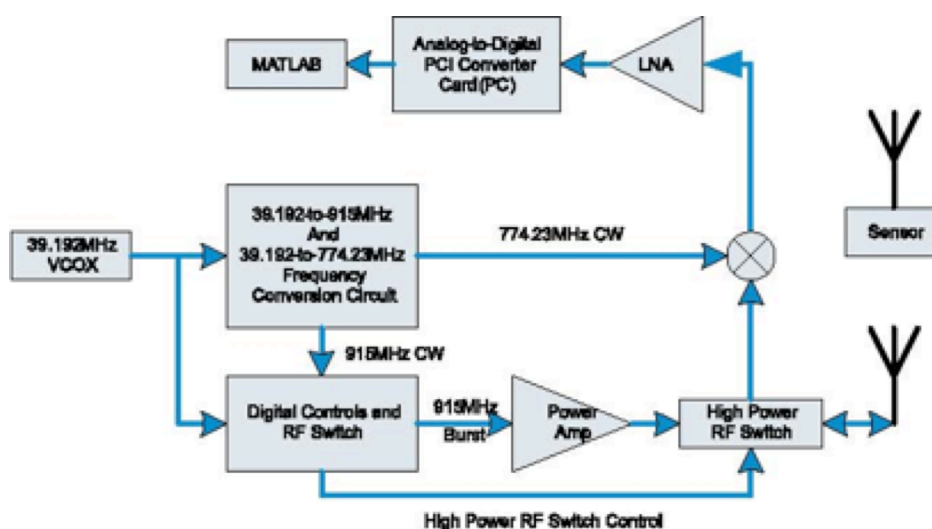 MATLAB
Analog-to-Digital
PCI Converter
Card(PC)
LNA
39.192MHz
VCOX
39.192-to-915MHz
And
39.192-to-774.23MHz
Frequency
Conversion Circuit
774.23MHz CW
Sensor
915MHz CW
Digital Controls and
RF Switch
915MHz
Burst
Power
Amp
High Power
RF Switch
High Power RF Switch Control